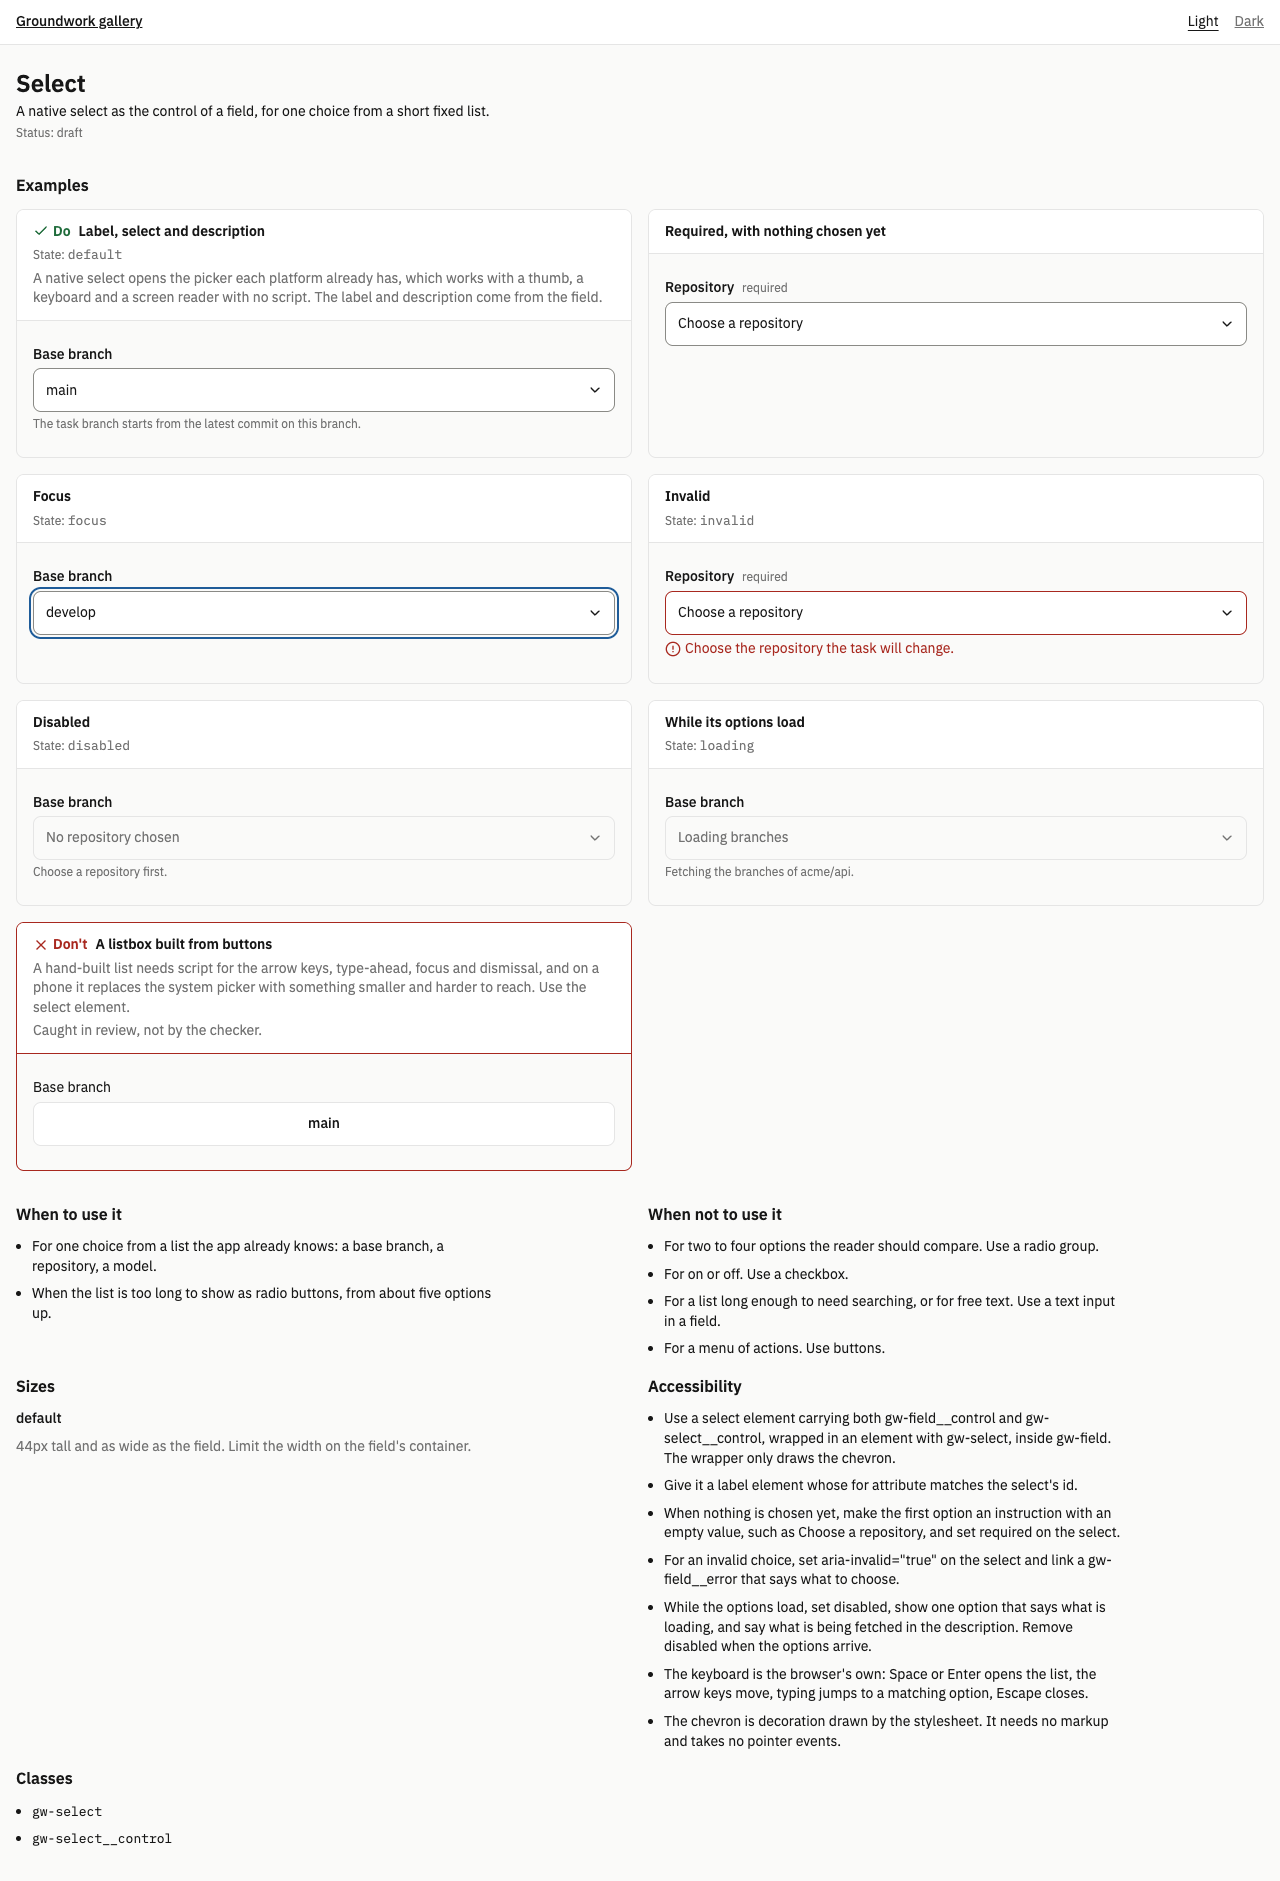 Groundwork gallery
Light Dark
Select
A native select as the control of a field, for one choice from a short fixed list.
Status: draft
Examples
Do Label, select and description
State: default
A native select opens the picker each platform already has, which works with a thumb, a
keyboard and a screen reader with no script. The label and description come from the field.
Base branch
main
The task branch starts from the latest commit on this branch.
Required, with nothing chosen yet
Repository required
Choose a repository
Focus
State: focus
Base branch
develop
Invalid
State: invalid
Repository required
Choose a repository
Choose the repository the task will change.
Disabled
State: disabled
Base branch
No repository chosen
Choose a repository first.
While its options load
State: loading
Base branch
Loading branches
Fetching the branches of acme/api.
Don't A listbox built from buttons
A hand-built list needs script for the arrow keys, type-ahead, focus and dismissal, and on a
phone it replaces the system picker with something smaller and harder to reach. Use the
select element.
Caught in review, not by the checker.
Base branch
main
When to use it
• For one choice from a list the app already knows: a base branch, a
repository, a model.
• When the list is too long to show as radio buttons, from about five options
up.
When not to use it
• For two to four options the reader should compare. Use a radio group.
• For on or off. Use a checkbox.
• For a list long enough to need searching, or for free text. Use a text input
in a field.
• For a menu of actions. Use buttons.
Sizes
default
44px tall and as wide as the field. Limit the width on the field's container.
Accessibility
• Use a select element carrying both gw-field__control and gw-
select__control, wrapped in an element with gw-select, inside gw-field.
The wrapper only draws the chevron.
• Give it a label element whose for attribute matches the select's id.
• When nothing is chosen yet, make the first option an instruction with an
empty value, such as Choose a repository, and set required on the select.
• For an invalid choice, set aria-invalid="true" on the select and link a gw-
field__error that says what to choose.
• While the options load, set disabled, show one option that says what is
loading, and say what is being fetched in the description. Remove
disabled when the options arrive.
• The keyboard is the browser's own: Space or Enter opens the list, the
arrow keys move, typing jumps to a matching option, Escape closes.
• The chevron is decoration drawn by the stylesheet. It needs no markup
and takes no pointer events.
Classes
• gw-select
• gw-select__control